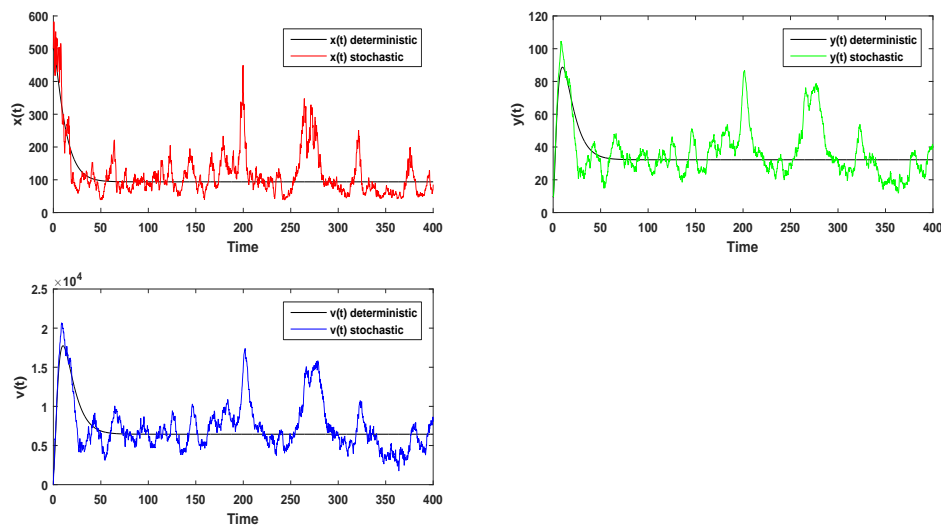 600
500
400
300
200
100
0
x(t)
x(t) deterministic
x(t) stochastic
0 50 100 150 200 250 300 350 400
Time
120
100
80
60
40
20
0
y(t)
y(t) deterministic
y(t) stochastic
0 50 100 150 200 250 300 350 400
Time
×10⁴
2.5
2
1.5
1
0.5
0
v(t)
v(t) deterministic
v(t) stochastic
0 50 100 150 200 250 300 350 400
Time